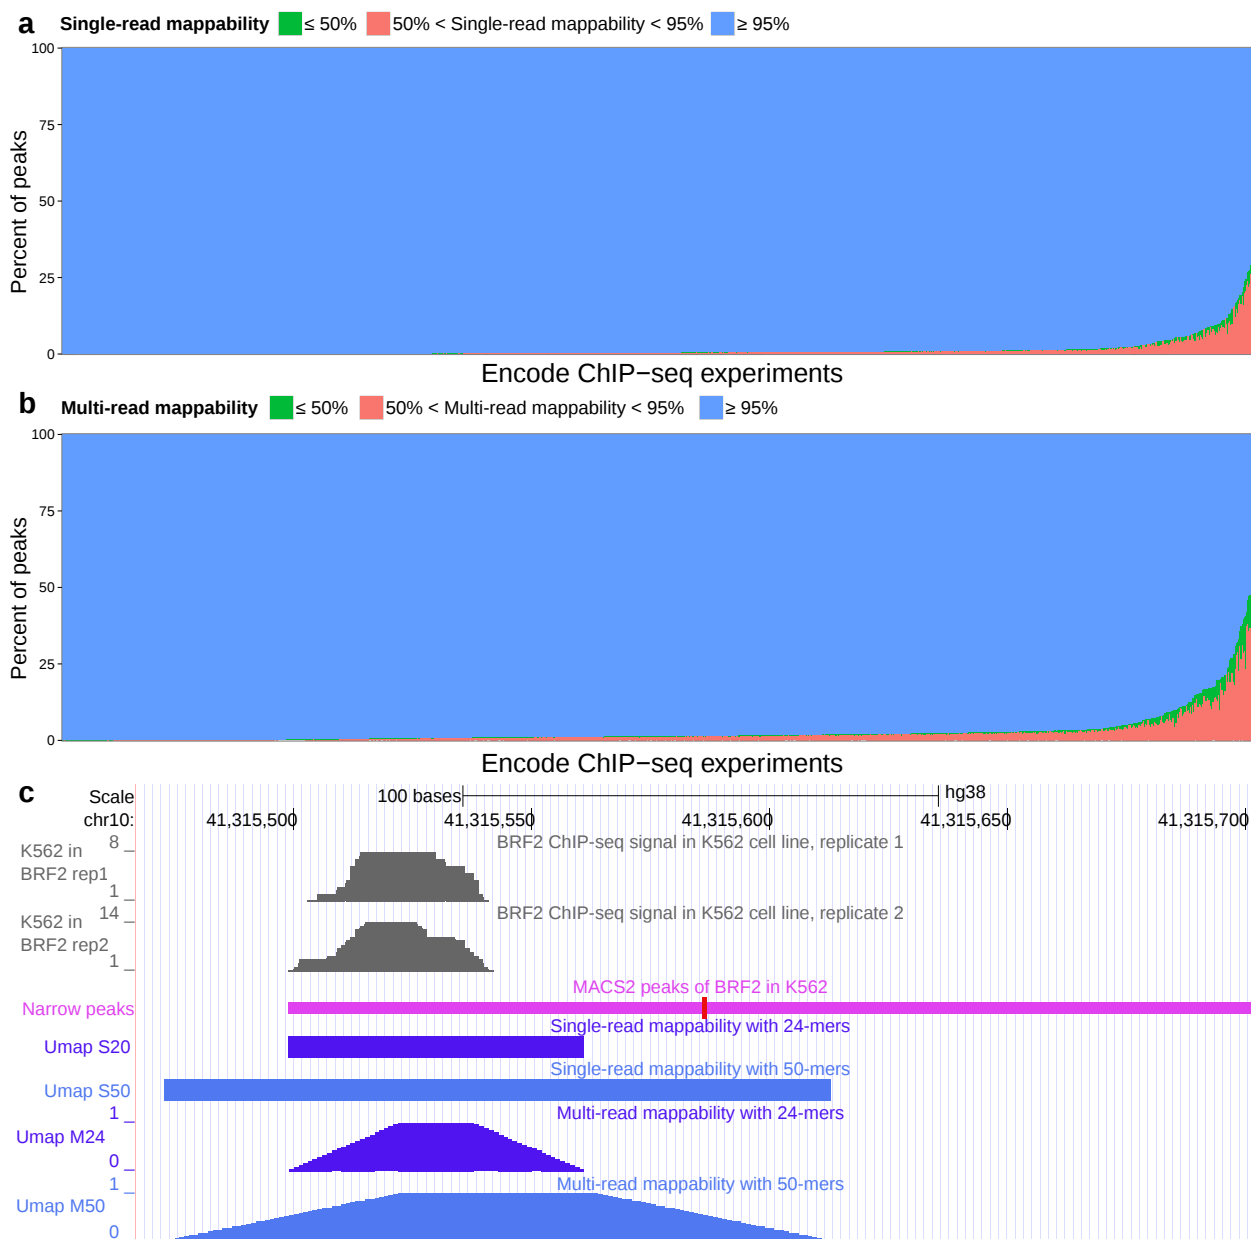 a Single-read mappability ≤ 50% 50% < Single-read mappability < 95% ≥ 95%
100
75
50
25
0
Percent of peaks
Encode ChIP−seq experiments
b Multi-read mappability ≤ 50% 50% < Multi-read mappability < 95% ≥ 95%
100
75
50
25
0
Percent of peaks
Encode ChIP−seq experiments
c Scale 100 bases hg38
chr10: 41,315,500 41,315,550 41,315,600 41,315,650 41,315,700
8 BRF2 ChIP-seq signal in K562 cell line, replicate 1
K562 in
BRF2 rep1
1
14 BRF2 ChIP-seq signal in K562 cell line, replicate 2
K562 in
BRF2 rep2
1
MACS2 peaks of BRF2 in K562
Narrow peaks
Single-read mappability with 24-mers
Umap S20
Single-read mappability with 50-mers
Umap S50
1 Multi-read mappability with 24-mers
Umap M24
0
1 Multi-read mappability with 50-mers
Umap M50
0